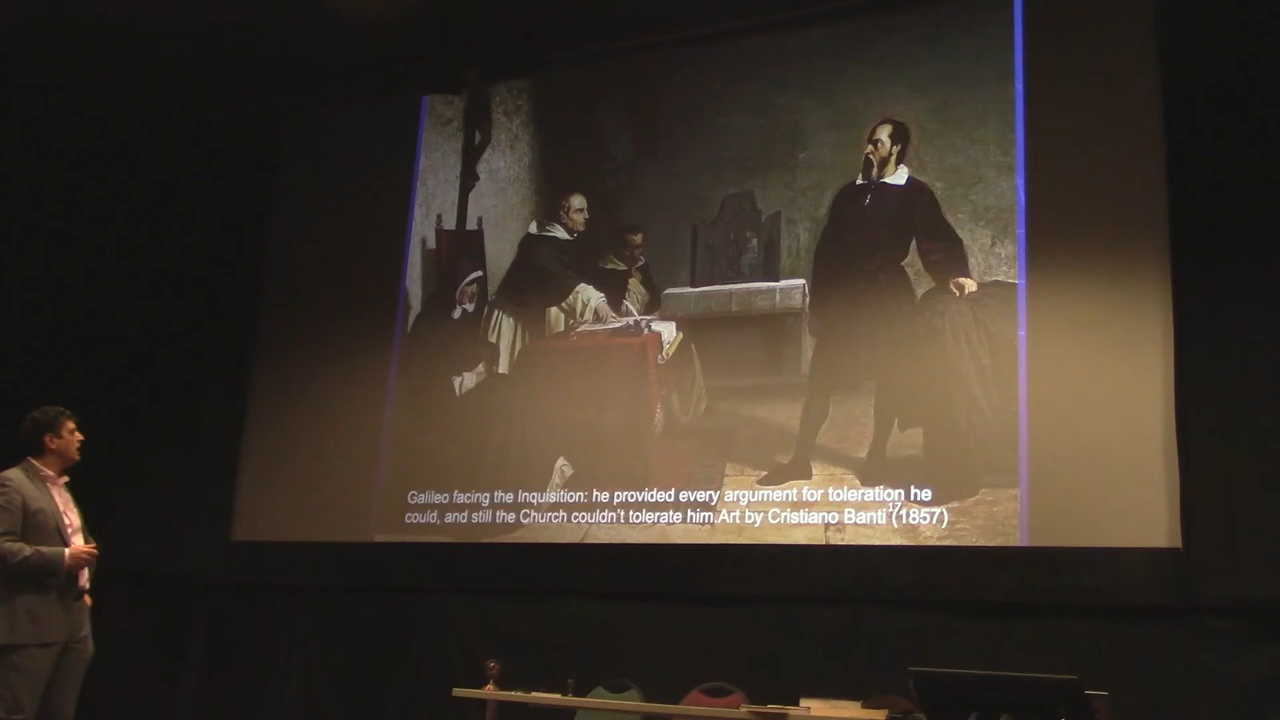 Galileo facing the Inquisition: he provided every argument for toleration he
could, and still the Church couldn't tolerate him.Art by Cristiano Banti (1857)
17